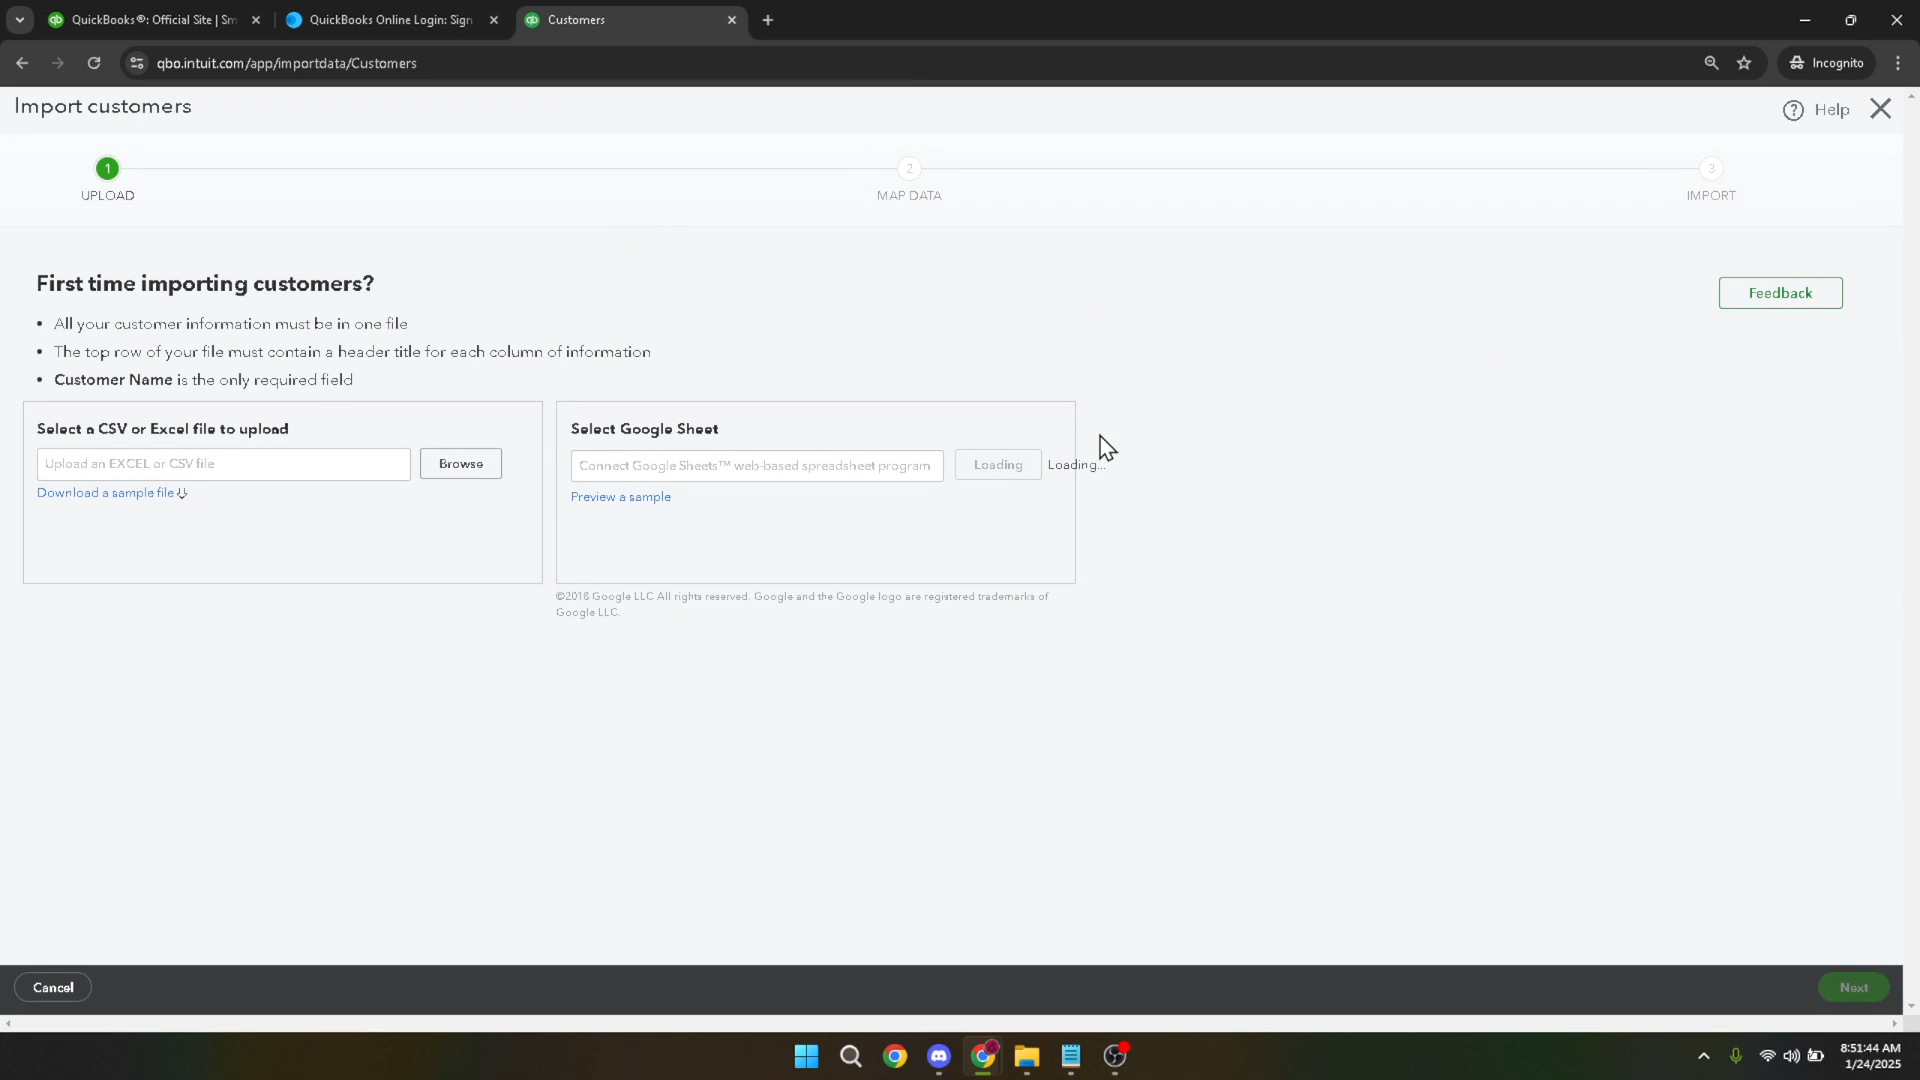 QuickBooks®: Official Site | Sm
QuickBooks Online Login: Sign
Customers
qbo.intuit.com/app/importdata/Customers
Incognito
Import customers
Help
1
2
3
UPLOAD
MAP DATA
IMPORT
First time importing customers?
Feedback
• All your customer information must be in one file
• The top row of your file must contain a header title for each column of information
• Customer Name is the only required field
Select a CSV or Excel file to upload
Upload an EXCEL or CSV file
Browse
Download a sample file
Select Google Sheet
Connect Google Sheets™ web-based spreadsheet program
Loading
Loading...
Preview a sample
©2018 Google LLC All rights reserved. Google and the Google logo are registered trademarks of
Google LLC.
Cancel
Next
8:51:44 AM
1/24/2025